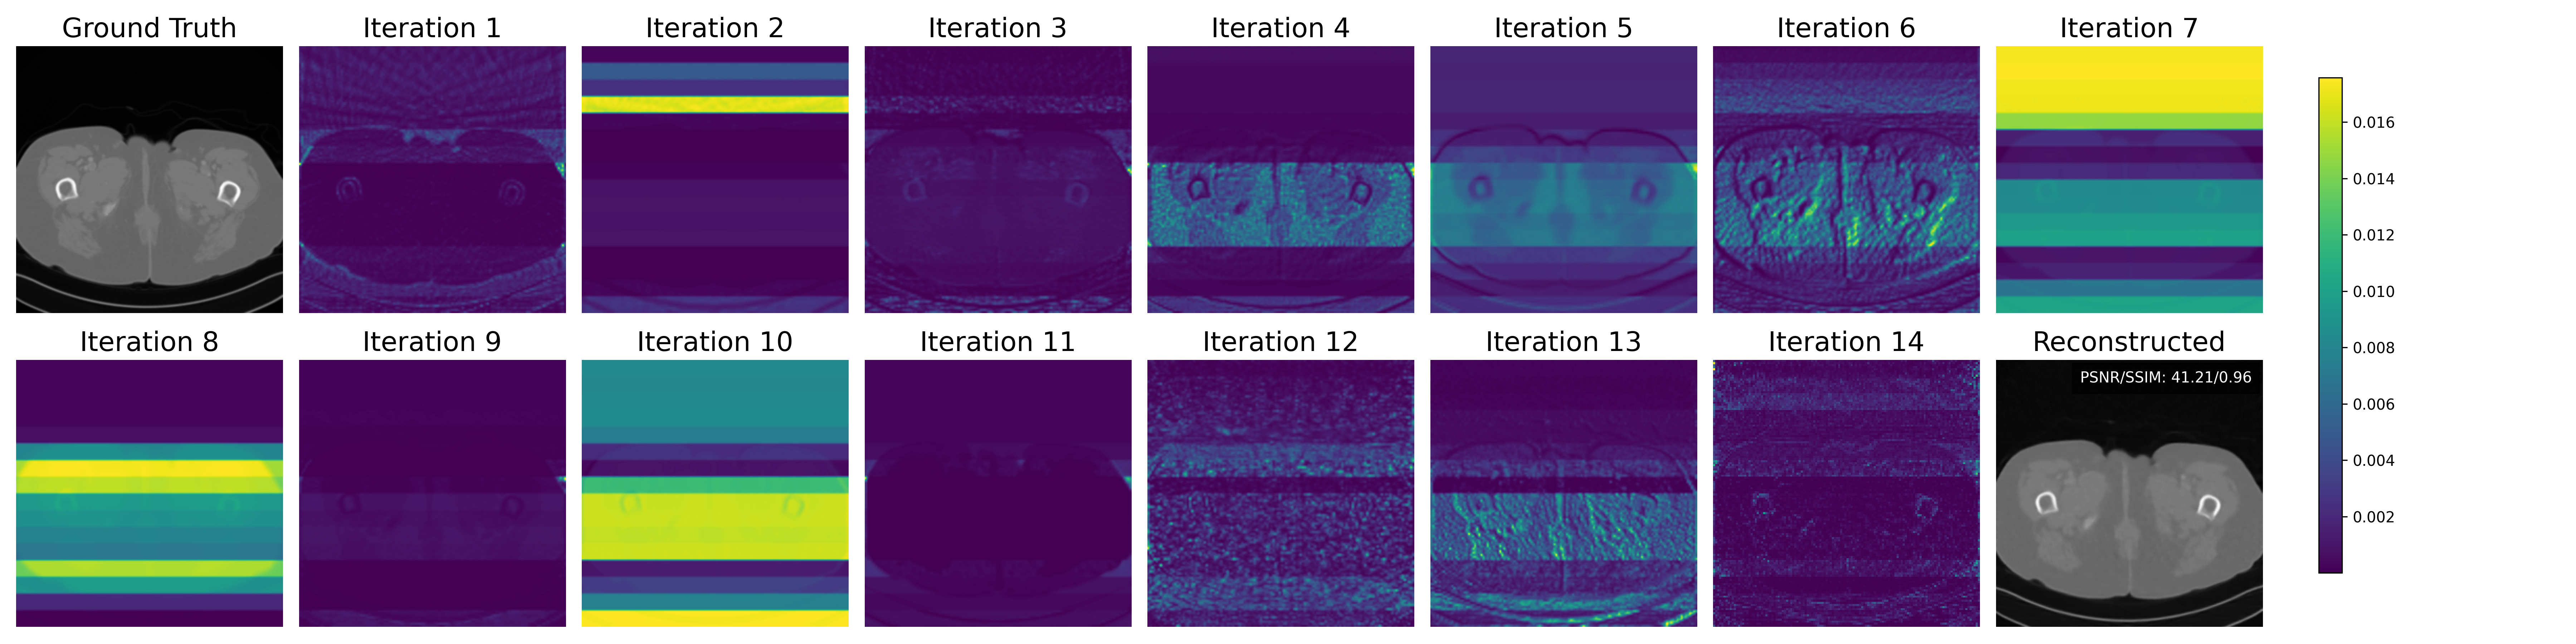 Ground Truth
Iteration 1
Iteration 2
Iteration 3
Iteration 4
Iteration 5
Iteration 6
Iteration 7
0.016
0.014
0.012
0.010
0.008
0.006
0.004
0.002
Iteration 8
Iteration 9
Iteration 10
Iteration 11
Iteration 12
Iteration 13
Iteration 14
Reconstructed
PSNR/SSIM: 41.21/0.96